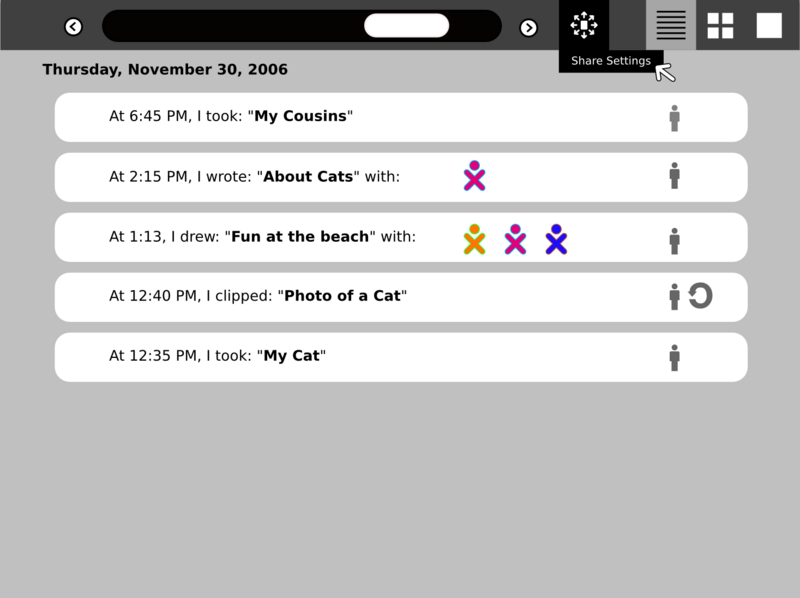 Share Settings
Thursday, November 30, 2006
At 6:45 PM, I took: "My Cousins"
At 2:15 PM, I wrote: "About Cats" with:
At 1:13, I drew: "Fun at the beach" with:
At 12:40 PM, I clipped: "Photo of a Cat"
At 12:35 PM, I took: "My Cat"